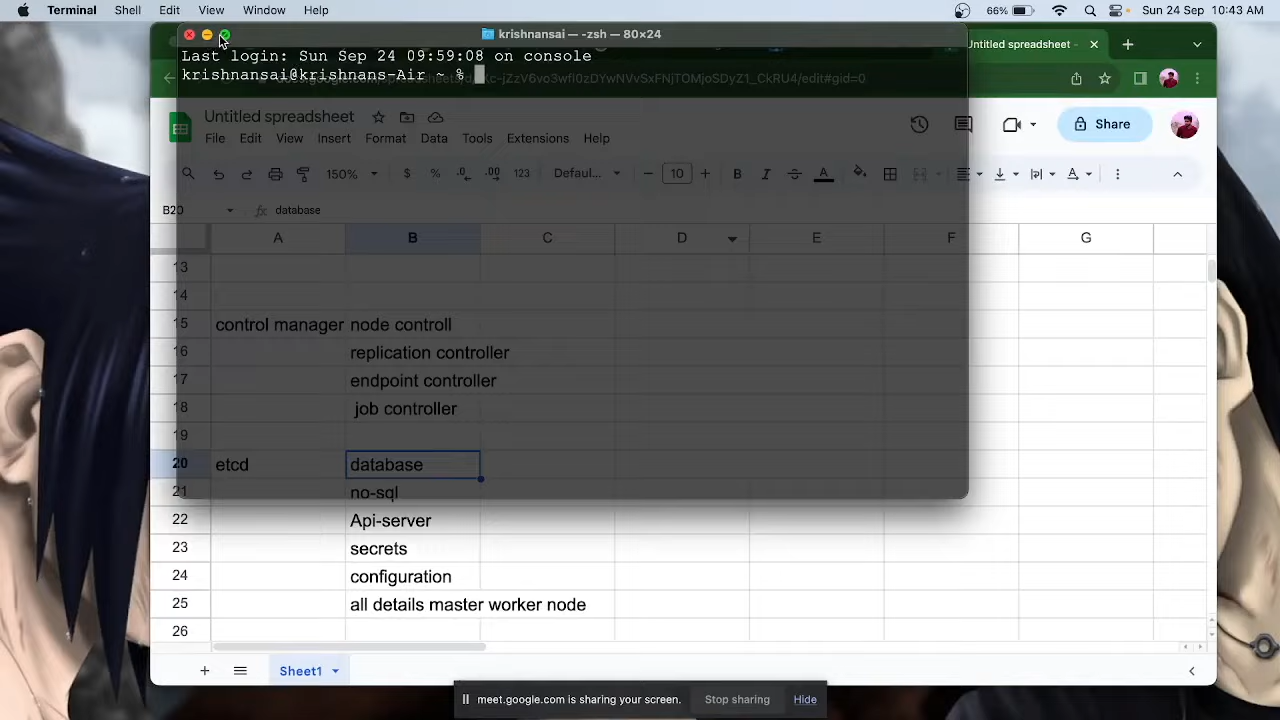 Terminal Shell Edit View Window Help 66% Sun 24 Sep 10:43 AM
krishnansai — -zsh — 80×24
Last login: Sun Sep 24 09:59:08 on console
krishnansai@krishnans-Air ~ %
Untitled spreadsheet
Untitled spreadsheet
File Edit View Insert Format Data Tools Extensions Help
Share
150% $ % .0 .00 123 Defaul... 10 B I A
B20 fx database
A B C D E F G
13
14
15 control manager node controll
16 replication controller
17 endpoint controller
18 job controller
19
20 etcd database
21 no-sql
22 Api-server
23 secrets
24 configuration
25 all details master worker node
26
Sheet1
meet.google.com is sharing your screen. Stop sharing Hide